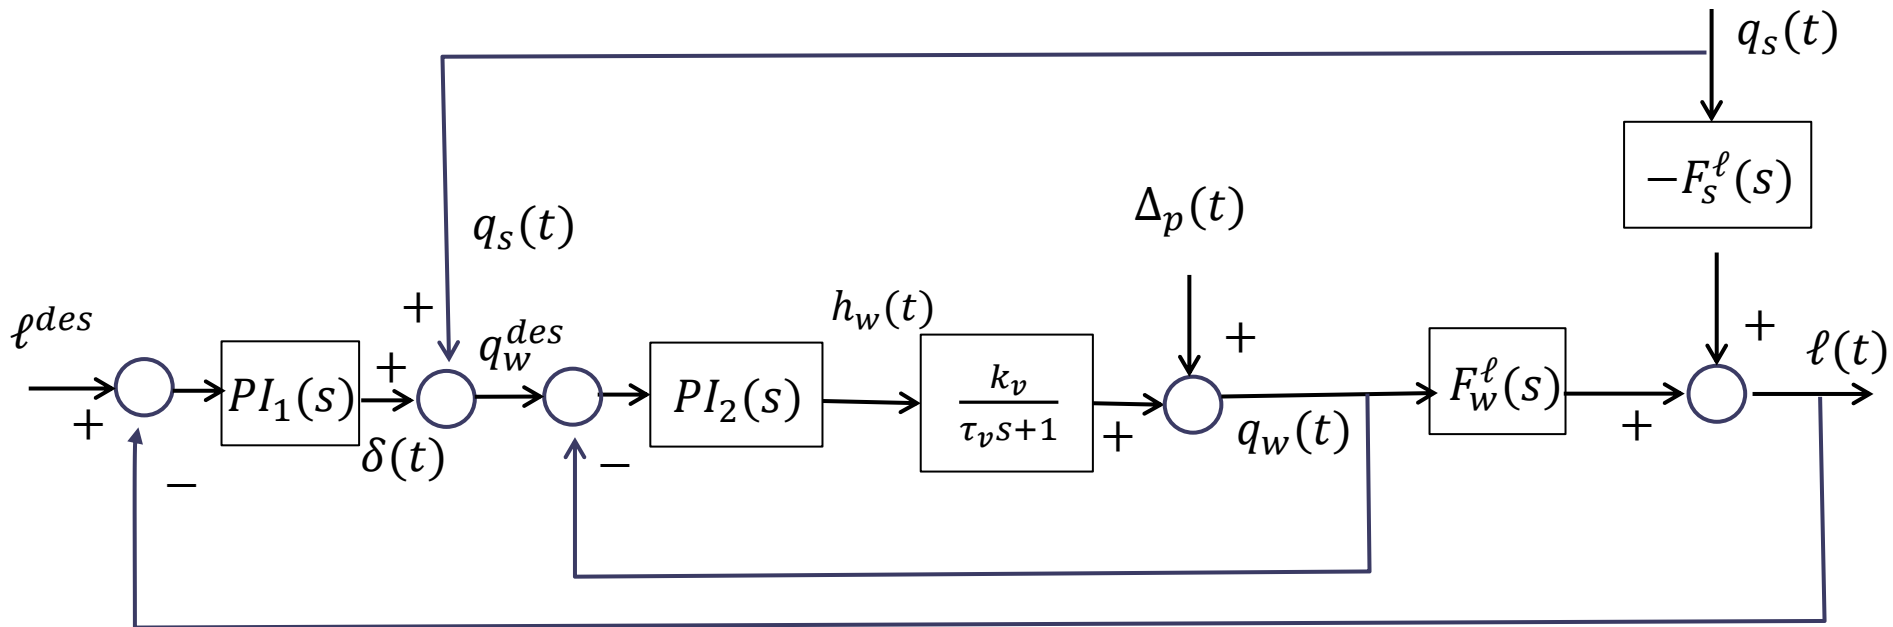 q_s(t)
−F_s^ℓ(s)
Δ_p(t)
q_s(t)
+
+
+
ℓ^{des}
q_w^{des}
h_w(t)
ℓ(t)
+
PI_1(s)
PI_2(s)
k_v
τ_v s+1
F_w^ℓ(s)
+
δ(t)
−
+
q_w(t)
+
−